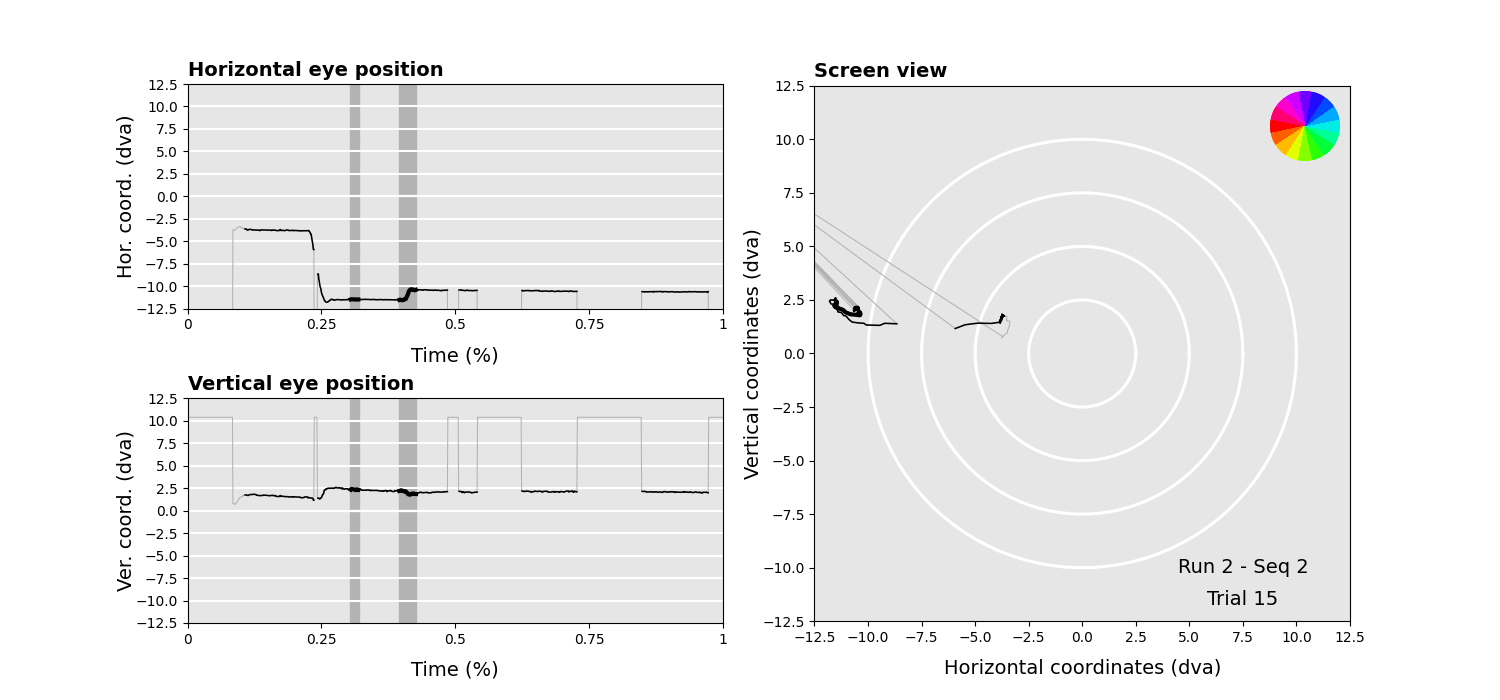 Horizontal eye position
Hor. coord. (dva)
12.5
10.0
7.5
5.0
2.5
0.0
−2.5
−5.0
−7.5
−10.0
−12.5
0 0.25 0.5 0.75 1
Time (%)
Vertical eye position
Ver. coord. (dva)
12.5
10.0
7.5
5.0
2.5
0.0
−2.5
−5.0
−7.5
−10.0
−12.5
0 0.25 0.5 0.75 1
Time (%)
Screen view
Vertical coordinates (dva)
12.5
10.0
7.5
5.0
2.5
0.0
−2.5
−5.0
−7.5
−10.0
−12.5
Run 2 - Seq 2
Trial 15
−12.5 −10.0 −7.5 −5.0 −2.5 0.0 2.5 5.0 7.5 10.0 12.5
Horizontal coordinates (dva)